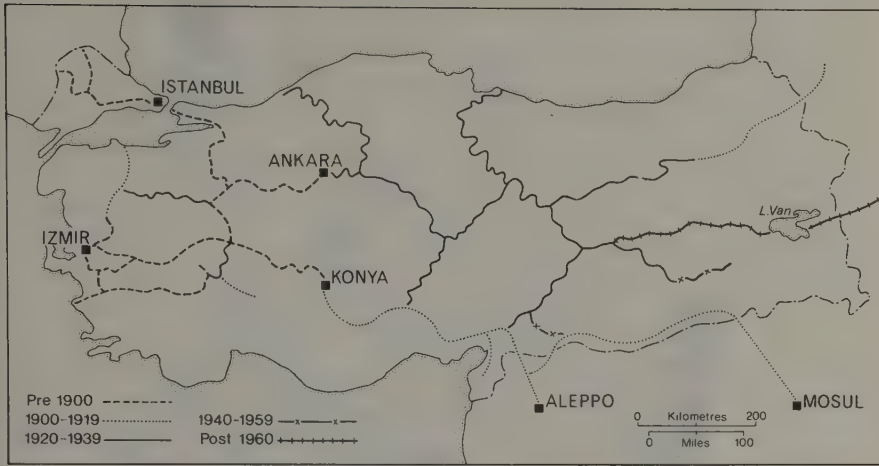 ISTANBUL
ANKARA
L.Van
IZMIR
KONYA
Pre 1900
1900-1919
1920-1939
1940-1959
Post 1960
ALEPPO
MOSUL
0 Kilometres 200
0 Miles 100